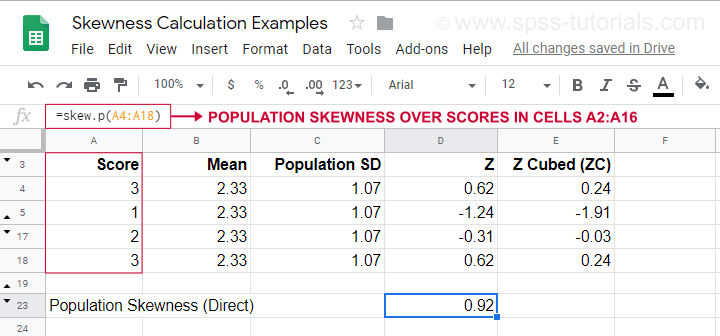 Skewness Calculation Examples
© www.spss-tutorials.com
File Edit View Insert Format Data Tools Add-ons Help All changes saved in Drive
100% $ % .0 .00 123 Arial 12 B I S A
fx =skew.p(A4:A18) POPULATION SKEWNESS OVER SCORES IN CELLS A2:A16
A B C D E F
3 Score Mean Population SD Z Z Cubed (ZC)
4 3 2.33 1.07 0.62 0.24
5 1 2.33 1.07 -1.24 -1.91
17 2 2.33 1.07 -0.31 -0.03
18 3 2.33 1.07 0.62 0.24
19
23 Population Skewness (Direct) 0.92
24